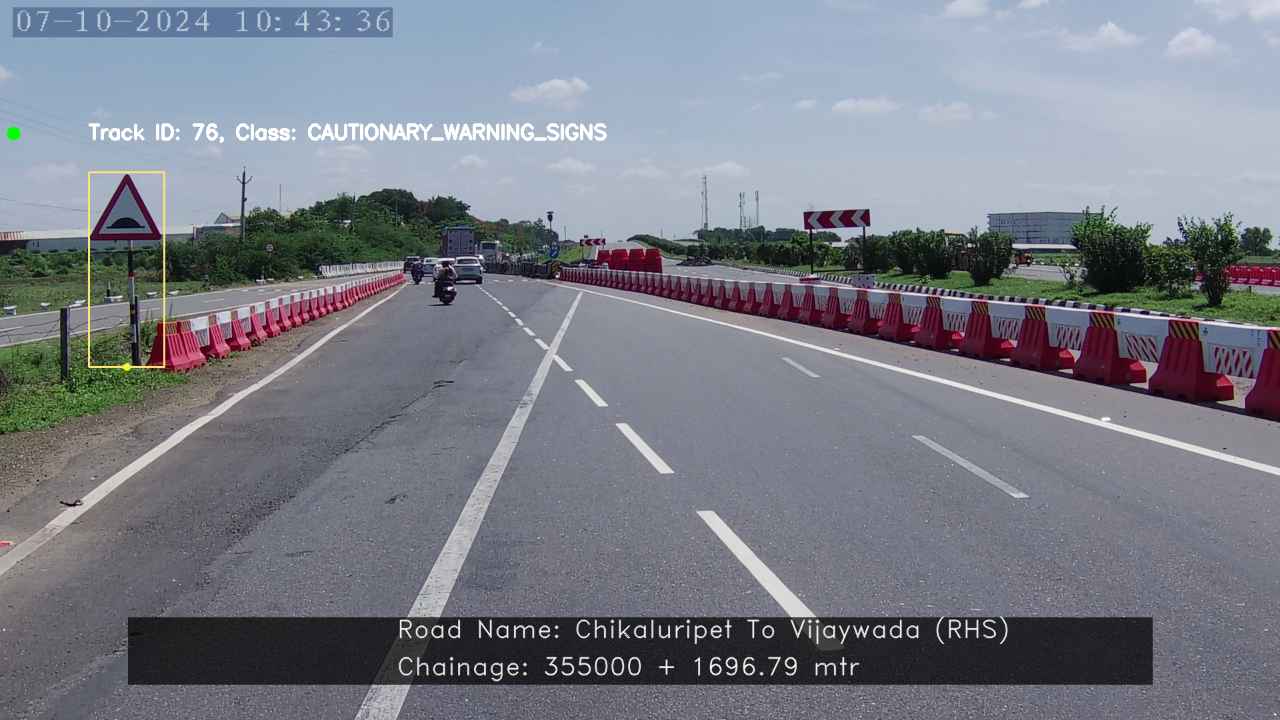 07-10-2024 10:43:36
Track ID: 76, Class: CAUTIONARY_WARNING_SIGNS
Road Name: Chikaluripet To Vijaywada (RHS)
Chainage: 355000 + 1696.79 mtr